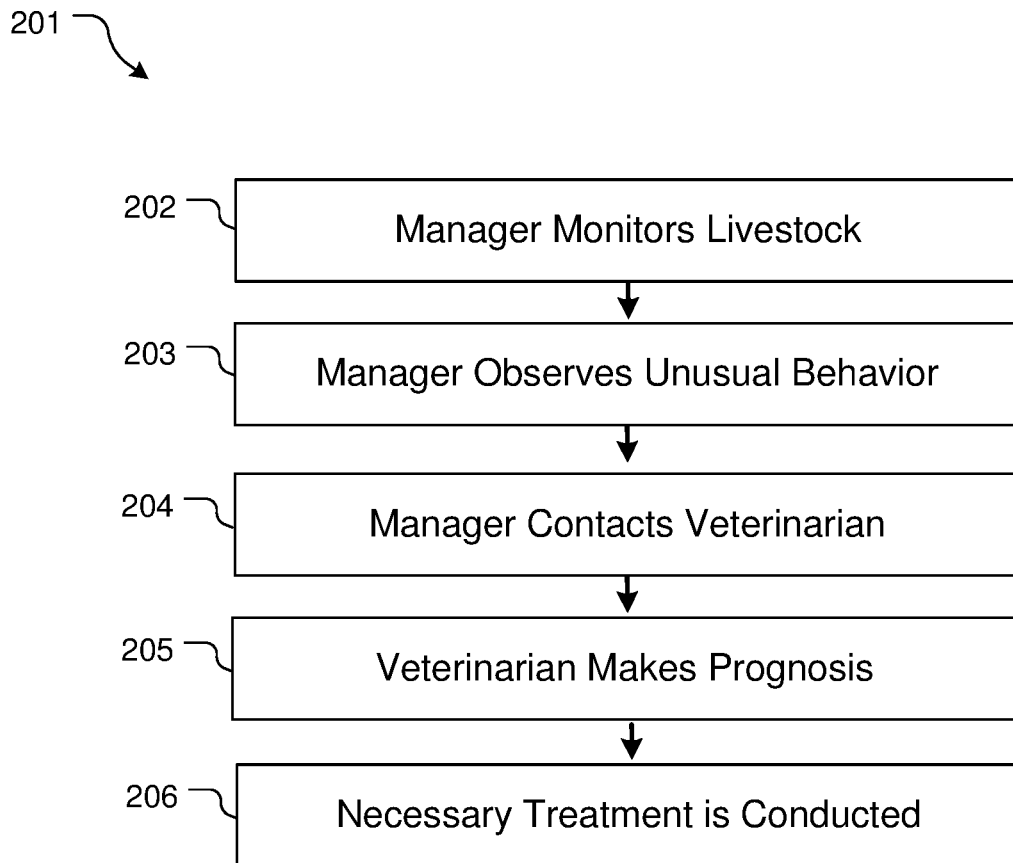 201
202
Manager Monitors Livestock
203
Manager Observes Unusual Behavior
204
Manager Contacts Veterinarian
205
Veterinarian Makes Prognosis
206
Necessary Treatment is Conducted